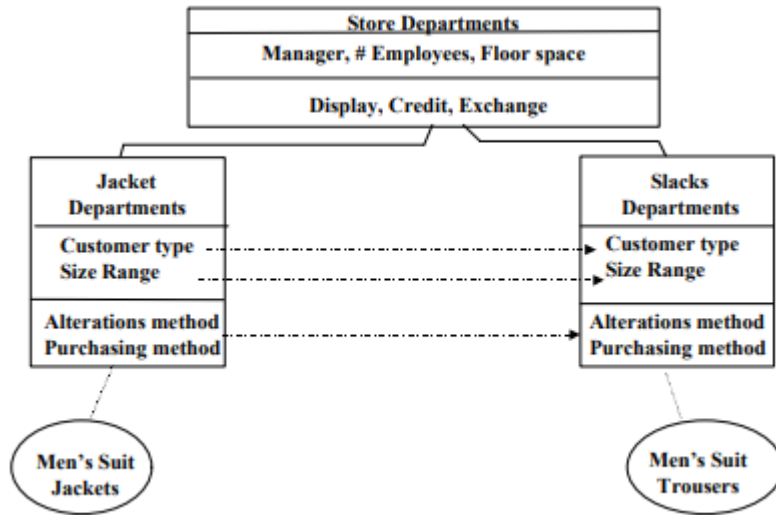 Store Departments
Manager, # Employees, Floor space
Display, Credit, Exchange
Jacket
Departments
Customer type
Size Range
Alterations method
Purchasing method
Men’s Suit
Jackets
Slacks
Departments
Customer type
Size Range
Alterations method
Purchasing method
Men’s Suit
Trousers